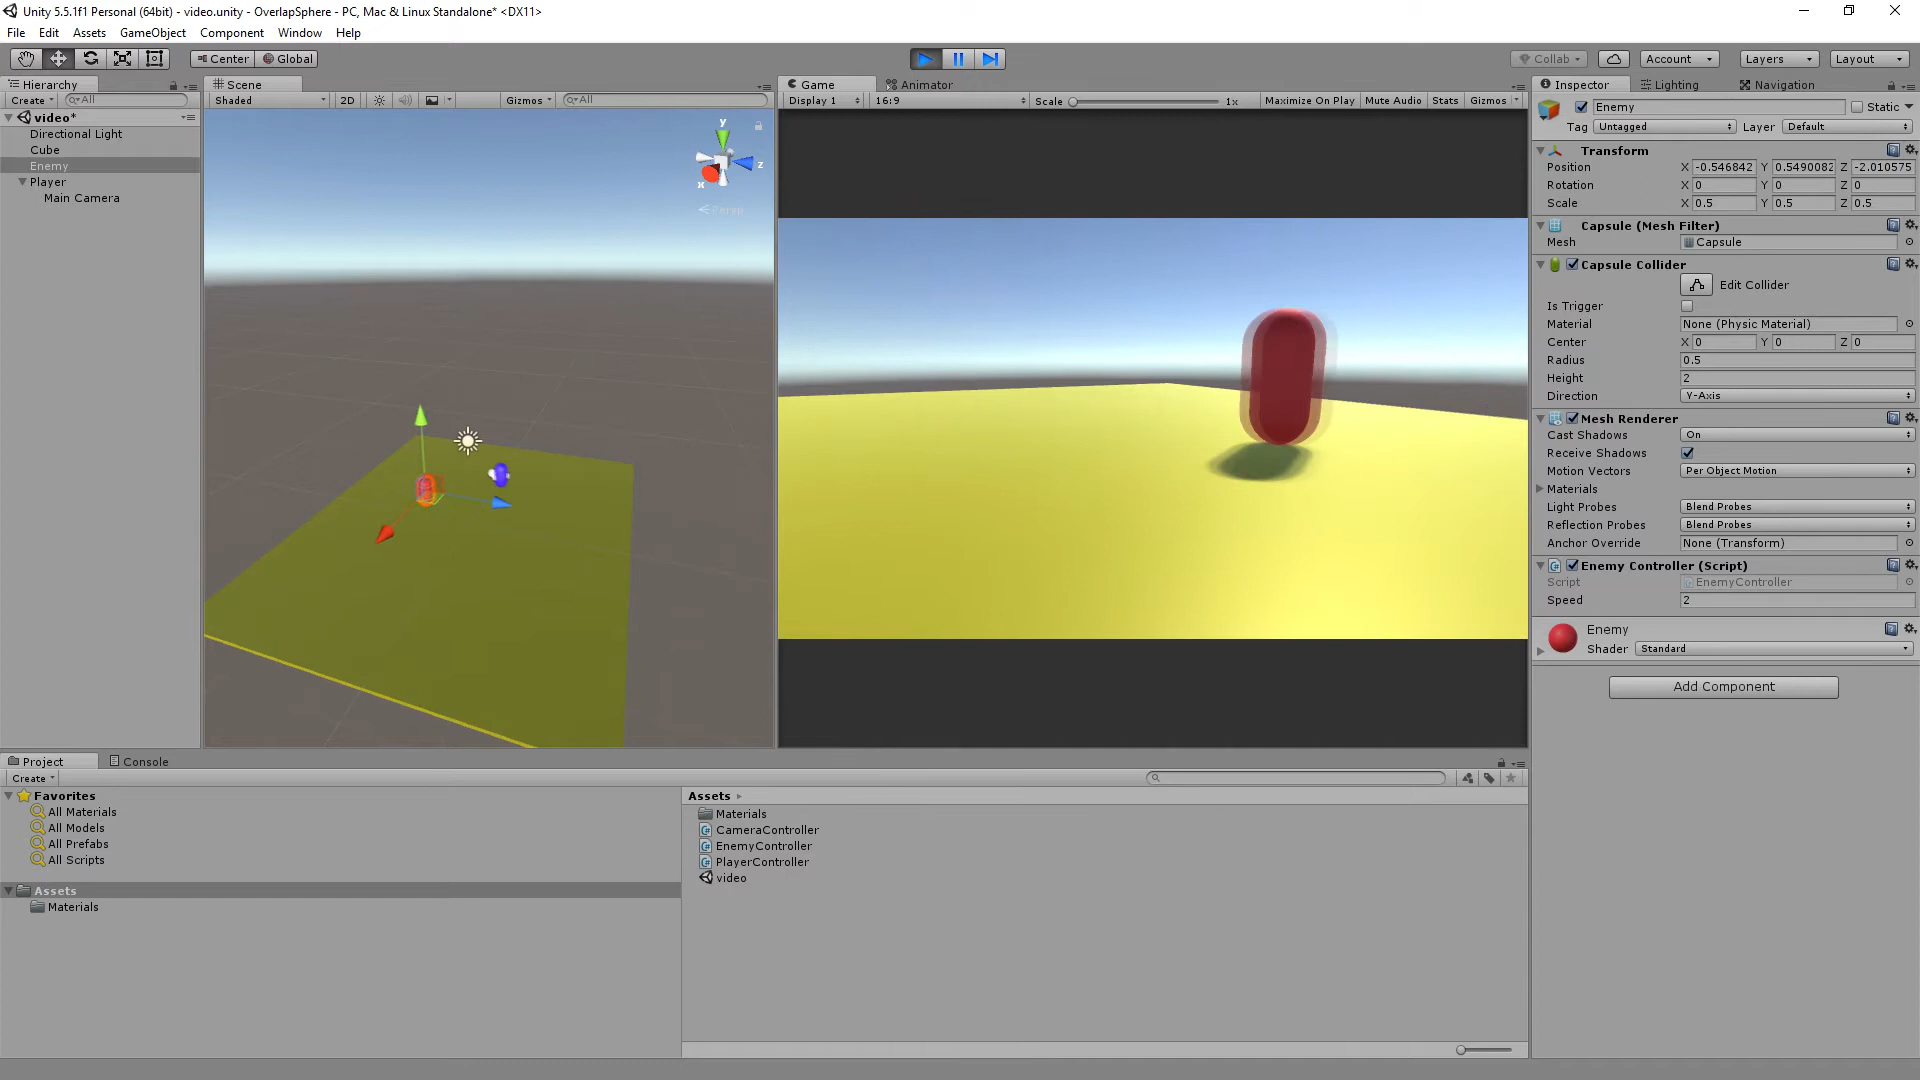 Unity 5.5.1f1 Personal (64bit) - video.unity - OverlapSphere - PC, Mac & Linux Standalone* <DX11>
File Edit Assets GameObject Component Window Help
Center Global Collab Account Layers Layout
Hierarchy
Create All
video*
Directional Light
Cube
Enemy
Player
Main Camera
Scene
Shaded 2D Gizmos All
y
z
x
Persp
Game Animator
Display 1 16:9 Scale 1x Maximize On Play Mute Audio Stats Gizmos
Inspector Lighting Navigation
Enemy Static
Tag Untagged Layer Default
Transform
Position X -0.546842 Y 0.5490082 Z -2.010575
Rotation X 0 Y 0 Z 0
Scale X 0.5 Y 0.5 Z 0.5
Capsule (Mesh Filter)
Mesh Capsule
Capsule Collider
Edit Collider
Is Trigger
Material None (Physic Material)
Center X 0 Y 0 Z 0
Radius 0.5
Height 2
Direction Y-Axis
Mesh Renderer
Cast Shadows On
Receive Shadows
Motion Vectors Per Object Motion
Materials
Light Probes Blend Probes
Reflection Probes Blend Probes
Anchor Override None (Transform)
Enemy Controller (Script)
Script EnemyController
Speed 2
Enemy
Shader Standard
Add Component
Project Console
Create
Favorites
All Materials
All Models
All Prefabs
All Scripts
Assets
Materials
Assets
Materials
CameraController
EnemyController
PlayerController
video